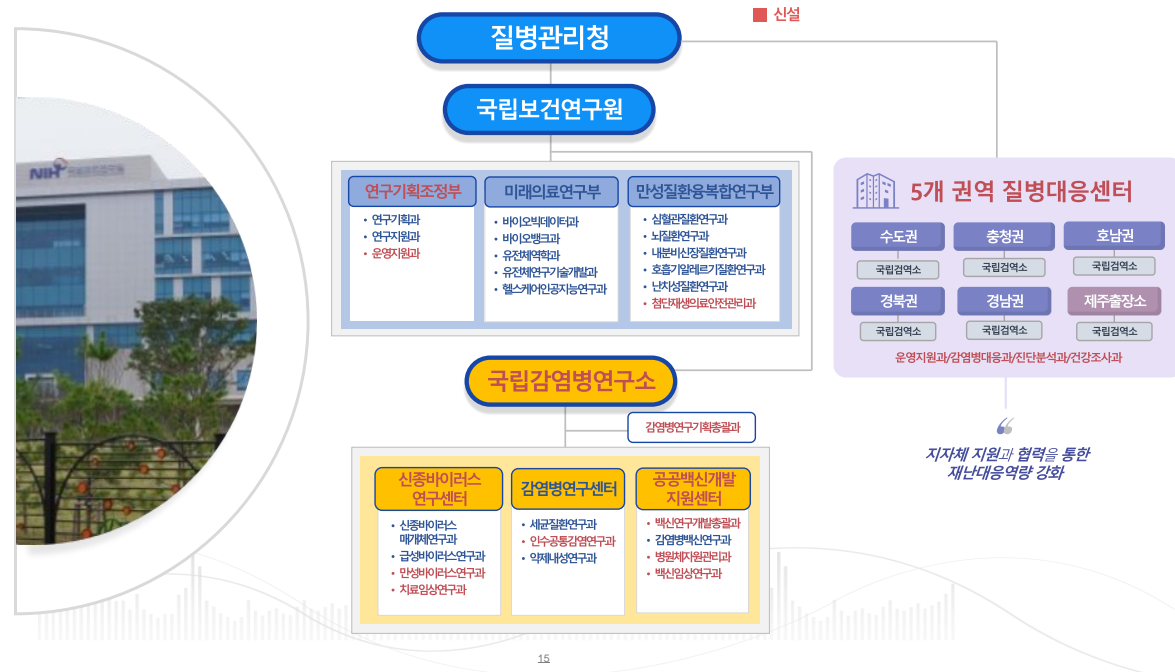 신설
질병관리청
국립보건연구원
NIH
연구기획조정부
• 연구기획과
• 연구지원과
• 운영지원과
미래의료연구부
• 바이오빅데이터과
• 바이오뱅크과
• 유전체역학과
• 유전체연구기술개발과
• 헬스케어인공지능연구과
만성질환융복합연구부
• 심혈관질환연구과
• 뇌질환연구과
• 내분비신장질환연구과
• 호흡기알레르기질환연구과
• 난치성질환연구과
• 첨단재생의료안전관리과
국립감염병연구소
감염병연구기획총괄과
신종바이러스
연구센터
• 신종바이러스
매개체연구과
• 급성바이러스연구과
• 만성바이러스연구과
• 치료임상연구과
감염병연구센터
• 세균질환연구과
• 인수공통감염연구과
• 약제내성연구과
공공백신개발
지원센터
• 백신연구개발총괄과
• 감염병백신연구과
• 병원체자원관리과
• 백신임상연구과
5개 권역 질병대응센터
수도권
국립검역소
충청권
국립검역소
호남권
국립검역소
경북권
국립검역소
경남권
국립검역소
제주출장소
국립검역소
운영지원과/감염병대응과/진단분석과/건강조사과
지자체 지원과 협력을 통한
재난대응역량 강화
15